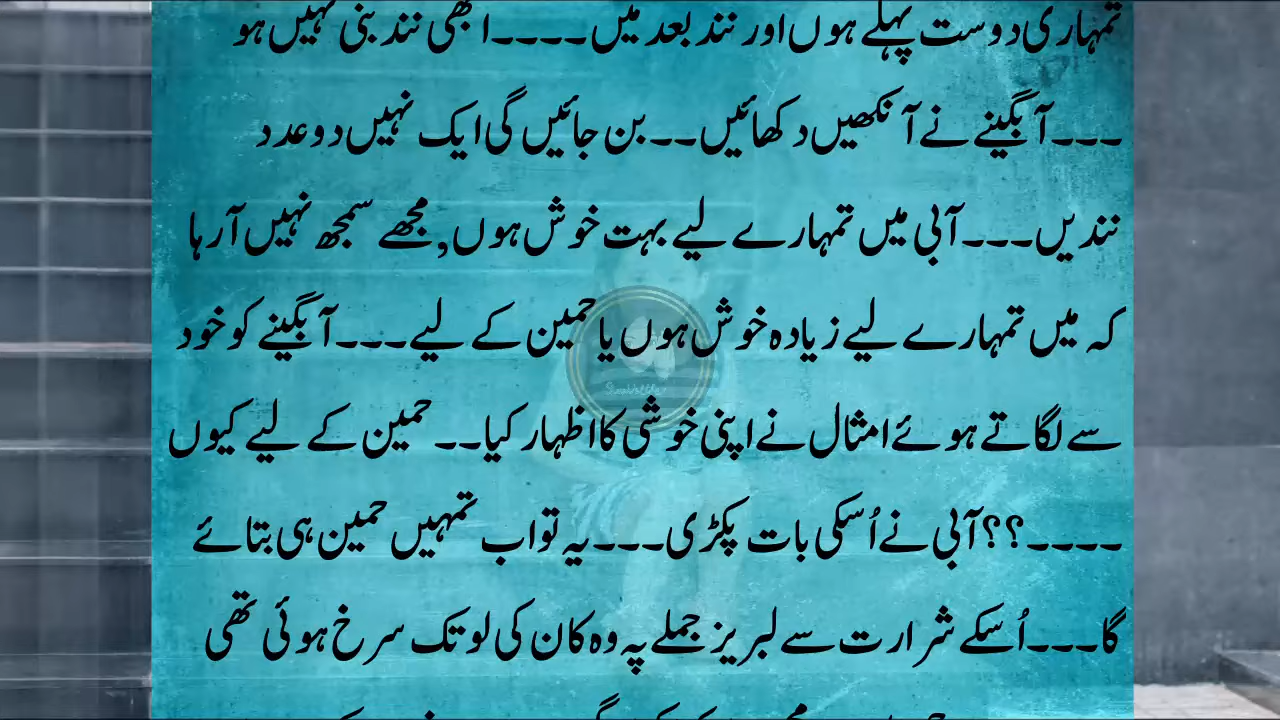 تمہاری دوست پہلے ہوں اور نند بعد میں۔۔۔۔ابھی نند بنی نہیں ہو
۔۔۔آبگینے نے آنکھیں دکھائیں۔۔بن جائیں گی ایک نہیں دو عدد
نندیں۔۔۔آبی میں تمہارے لیے بہت خوش ہوں,مجھے سمجھ نہیں آرہا
کہ میں تمہارے لیے زیادہ خوش ہوں یا حمین کے لیے۔۔۔آبگینے کو خود
سے لگاتے ہوئے امثال نے اپنی خوشی کا اظہار کیا۔۔حمین کے لیے کیوں
۔۔۔۔؟؟آبی نے اُسکی بات پکڑی۔۔۔یہ تو اب تمہیں حمین ہی بتائے
گا۔۔۔اُسکے شرارت سے لبریز جملے پہ وہ کان کی لو تک سرخ ہوئی تھی